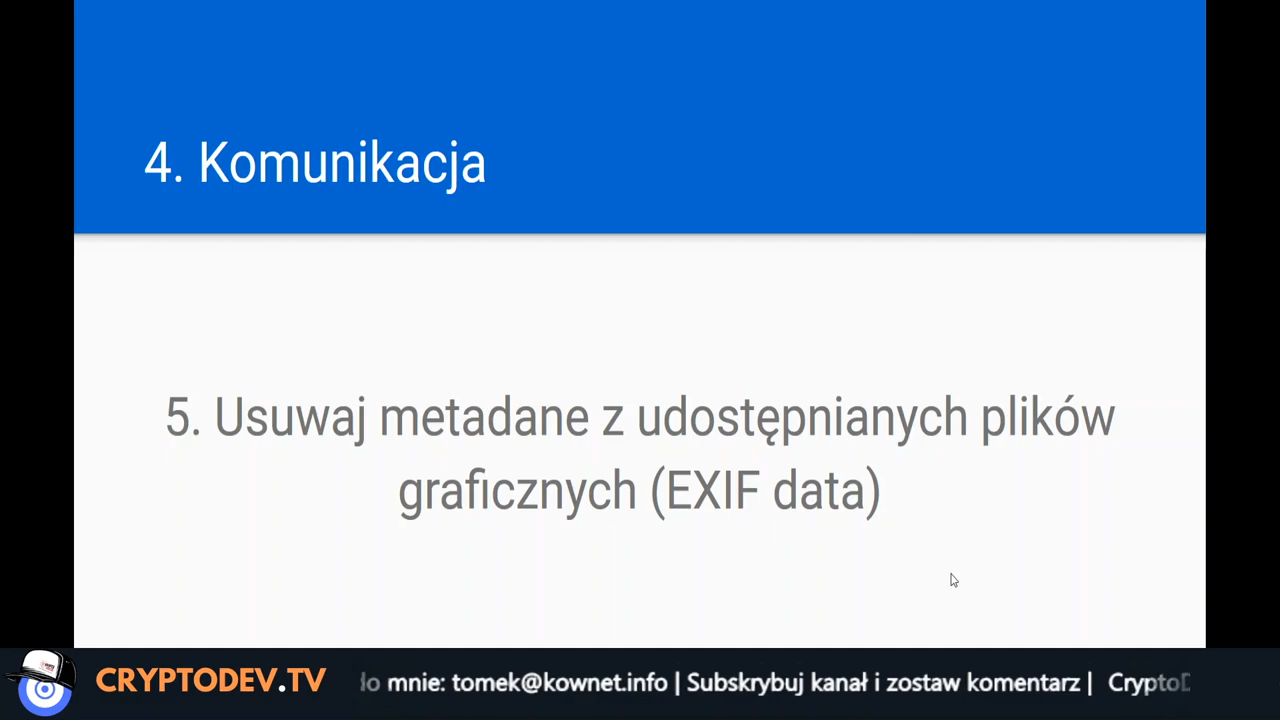 4. Komunikacja
5. Usuwaj metadane z udostępnianych plików
graficznych (EXIF data)
CRYPTODEV.TV
do mnie: tomek@kownet.info | Subskrybuj kanał i zostaw komentarz | CryptoD